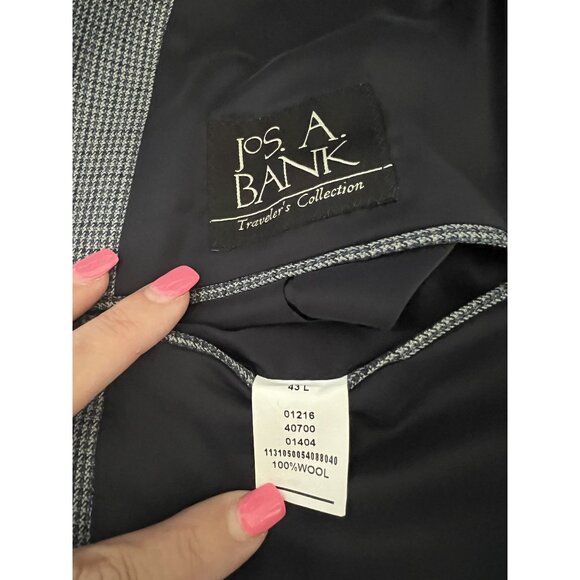 JOS. A.
BANK
Traveler's Collection
43 L
01216
40700
01404
1131050054088040
100%WOOL